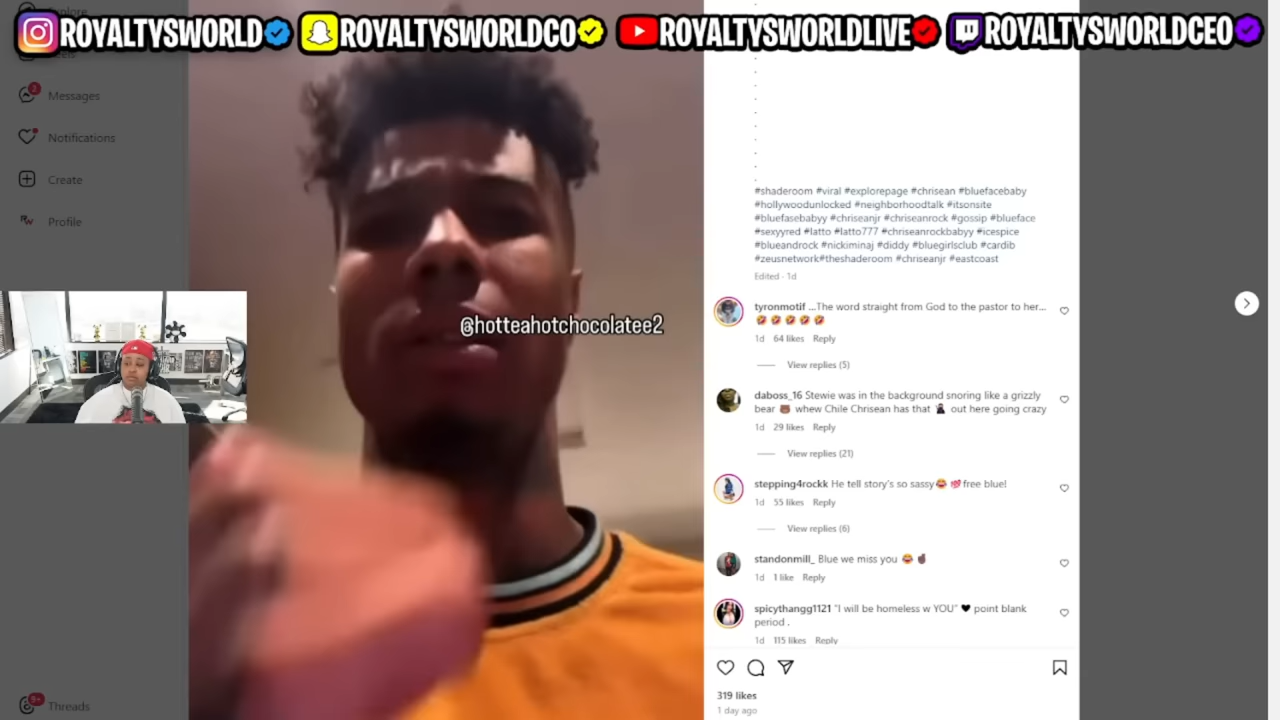 ROYALTYSWORLD
ROYALTYSWORLDCO
ROYALTYSWORLDLIVE
ROYALTYSWORLDCEO
Messages
2
Notifications
Create
Profile
9+
Threads
@hotteahotchocolatee2
.
.
.
.
.
.
.
.
.
.
#shaderoom #viral #explorepage #chrisean #bluefacebaby
#hollywoodunlocked #neighborhoodtalk #itsonsite
#bluefasebabyy #chriseanjr #chriseanrock #gossip #blueface
#sexyyred #latto #latto777 #chriseanrockbabyy #icespice
#blueandrock #nickiminaj #diddy #bluegirlsclub #cardib
#zeusnetwork#theshaderoom #chriseanjr #eastcoast
Edited · 1d
tyronmotif ...The word straight from God to the pastor to her...
🤣 🤣 🤣 🤣 🤣
1d 64 likes Reply
View replies (5)
daboss_16 Stewie was in the background snoring like a grizzly
bear 🐻 whew Chile Chrisean has that out here going crazy
1d 29 likes Reply
View replies (21)
stepping4rockk He tell story's so sassy😂 💯free blue!
1d 55 likes Reply
View replies (6)
standonmill_ Blue we miss you 😂
1d 1 like Reply
spicythangg1121 "I will be homeless w YOU" 🖤 point blank
period .
1d 115 likes Reply
319 likes
1 day ago